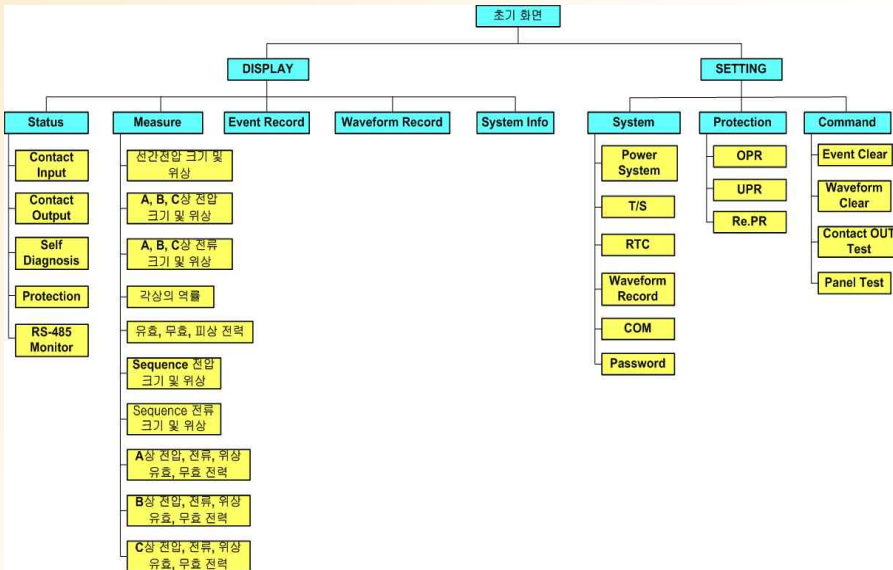 초기 화면
DISPLAY
SETTING
Status
Measure
Event Record
Waveform Record
System Info
System
Protection
Command
Contact
Input
Contact
Output
Self
Diagnosis
Protection
RS-485
Monitor
선간전압 크기 및
위상
A, B, C상 전압
크기 및 위상
A, B, C상 전류
크기 및 위상
각상의 역률
유효, 무효, 피상 전력
Sequence 전압
크기 및 위상
Sequence 전류
크기 및 위상
A상 전압, 전류, 위상
유효, 무효 전력
B상 전압, 전류, 위상
유효, 무효 전력
C상 전압, 전류, 위상
유효, 무효 전력
Power
System
T/S
RTC
Waveform
Record
COM
Password
OPR
UPR
Re.PR
Event Clear
Waveform
Clear
Contact OUT
Test
Panel Test